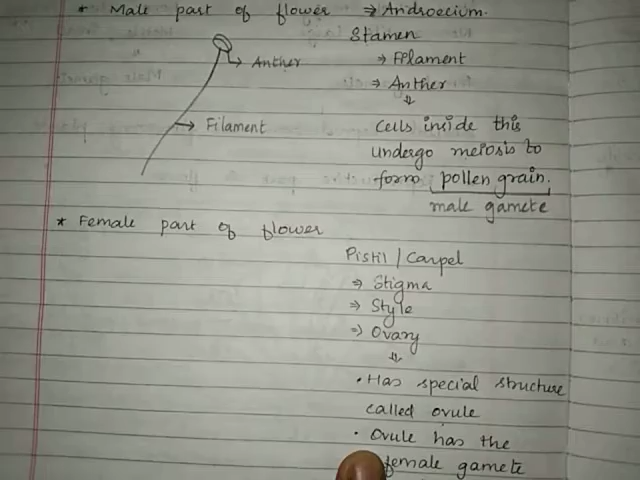 * Male part of flower ⇒ Androecium.
Stamen
⇒ Filament
→ Anther
⇒ Anther
→ Filament
Cells inside this
undergo meiosis to
form pollen grain.
male gamete
* Female part of flower
Pistil / Carpel
⇒ Stigma
⇒ Style
⇒ Ovary
• Has special structure
called ovule
• Ovule has the
female gamete